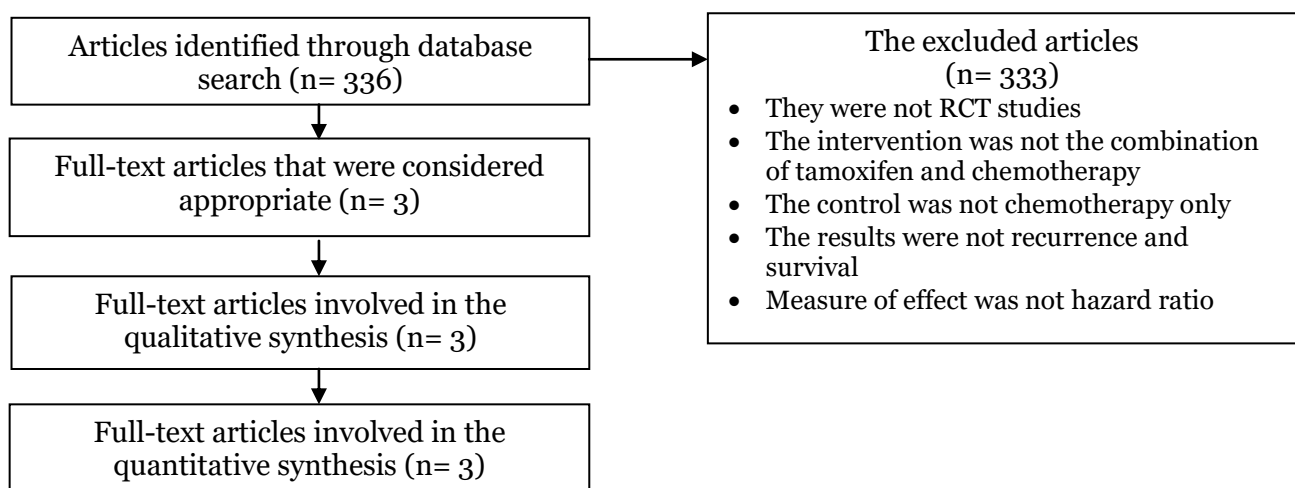 Articles identified through database
search (n= 336)
Full-text articles that were considered
appropriate (n= 3)
Full-text articles involved in the
qualitative synthesis (n= 3)
Full-text articles involved in the
quantitative synthesis (n= 3)
The excluded articles
(n= 333)
• They were not RCT studies
• The intervention was not the combination
of tamoxifen and chemotherapy
• The control was not chemotherapy only
• The results were not recurrence and
survival
• Measure of effect was not hazard ratio